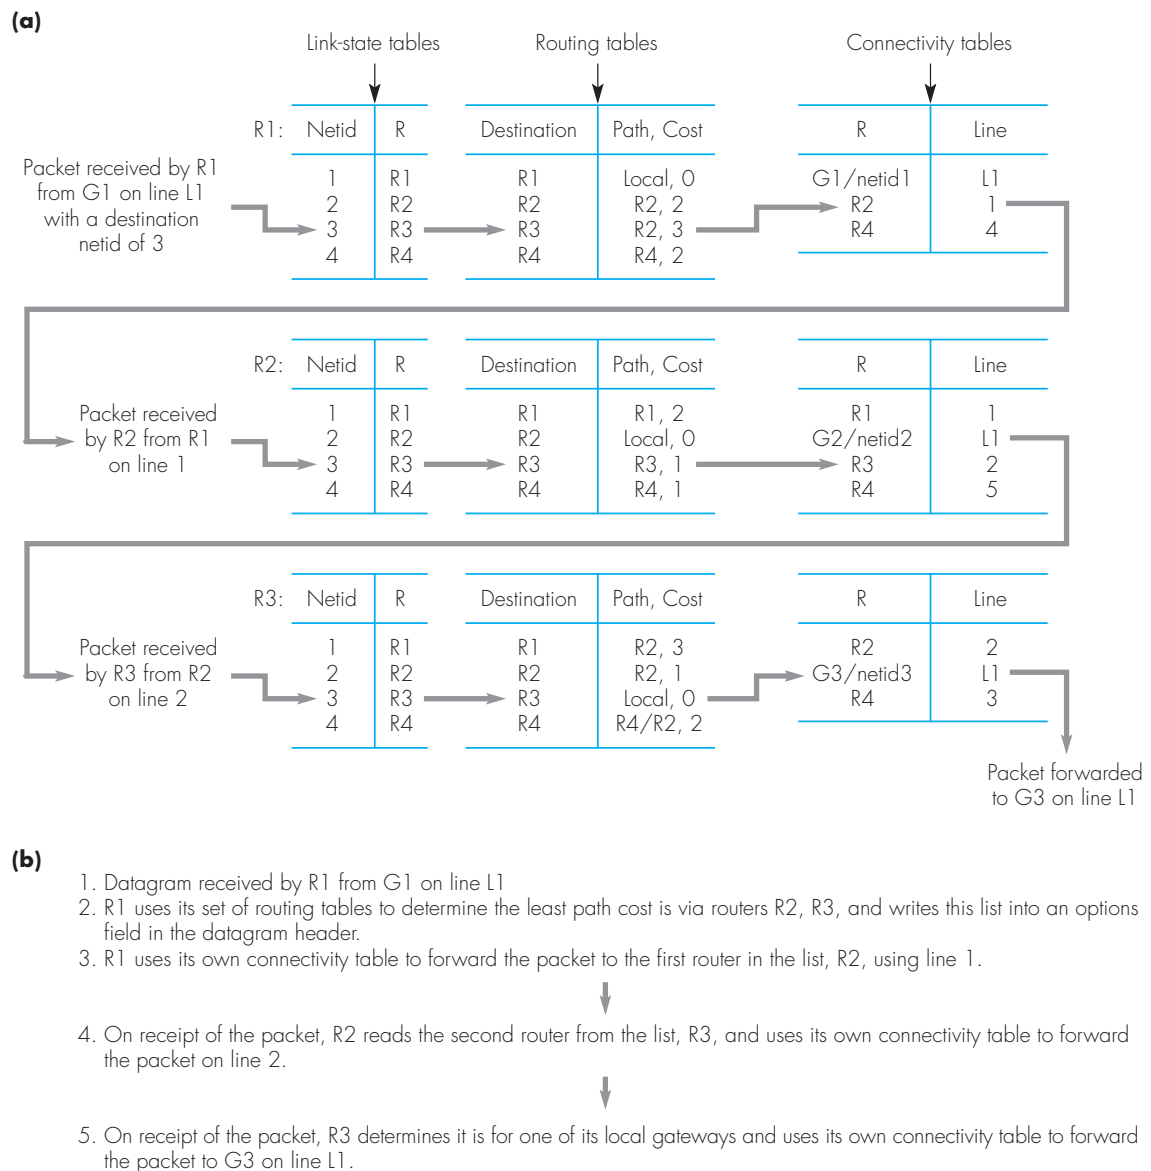 (a)
Link-state tables Routing tables Connectivity tables
R1: Netid R Destination Path, Cost R Line
Packet received by R1
from G1 on line L1
with a destination
netid of 3
1 R1 R1 Local, 0 G1/netid1 L1
2 R2 R2 R2, 2 R2 1
3 R3 R3 R2, 3 R4 4
4 R4 R4 R4, 2
R2: Netid R Destination Path, Cost R Line
Packet received
by R2 from R1
on line 1
1 R1 R1 R1, 2 R1 1
2 R2 R2 Local, 0 G2/netid2 L1
3 R3 R3 R3, 1 R3 2
4 R4 R4 R4, 1 R4 5
R3: Netid R Destination Path, Cost R Line
Packet received
by R3 from R2
on line 2
1 R1 R1 R2, 3 R2 2
2 R2 R2 R2, 1 G3/netid3 L1
3 R3 R3 Local, 0 R4 3
4 R4 R4 R4/R2, 2
Packet forwarded
to G3 on line L1
(b)
1. Datagram received by R1 from G1 on line L1
2. R1 uses its set of routing tables to determine the least path cost is via routers R2, R3, and writes this list into an options
field in the datagram header.
3. R1 uses its own connectivity table to forward the packet to the first router in the list, R2, using line 1.
4. On receipt of the packet, R2 reads the second router from the list, R3, and uses its own connectivity table to forward
the packet on line 2.
5. On receipt of the packet, R3 determines it is for one of its local gateways and uses its own connectivity table to forward
the packet to G3 on line L1.